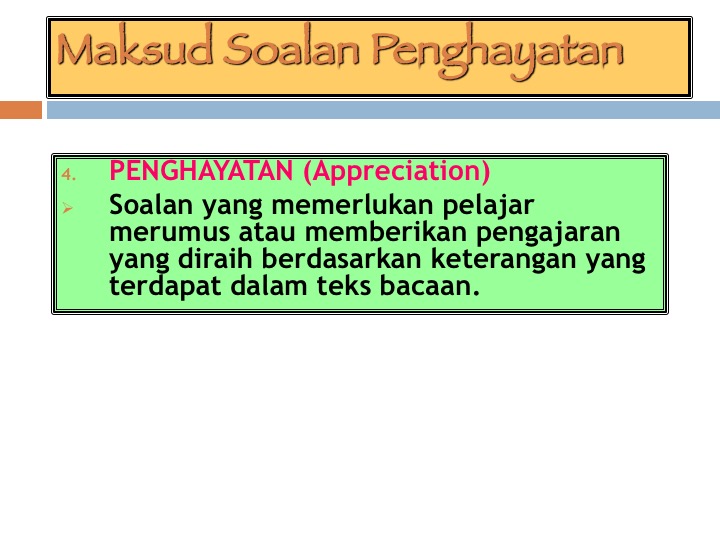 Maksud Soalan Penghayatan
4. PENGHAYATAN (Appreciation)
➢ Soalan yang memerlukan pelajar
merumus atau memberikan pengajaran
yang diraih berdasarkan keterangan yang
terdapat dalam teks bacaan.